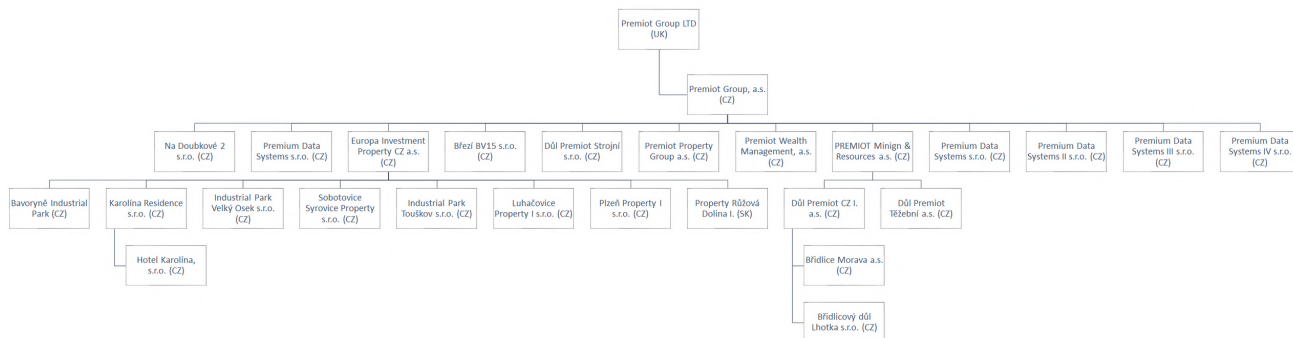 Premiot Group LTD
(UK)
Premiot Group, a.s.
(CZ)
Na Doubkové 2
s.r.o. (CZ)
Premium Data
Systems s.r.o. (CZ)
Europa Investment
Property CZ a.s.
(CZ)
Březí BV15 s.r.o.
(CZ)
Důl Premiot Strojní
s.r.o. (CZ)
Premiot Property
Group a.s. (CZ)
Premiot Wealth
Management, a.s.
(CZ)
PREMIOT Minign &
Resources a.s. (CZ)
Premium Data
Systems s.r.o. (CZ)
Premium Data
Systems II s.r.o. (CZ)
Premium Data
Systems III s.r.o.
(CZ)
Premium Data
Systems IV s.r.o.
(CZ)
Bavoryně Industrial
Park (CZ)
Karolína Residence
s.r.o. (CZ)
Industrial Park
Velký Osek s.r.o.
(CZ)
Sobotovice
Syrovice Property
s.r.o. (CZ)
Industrial Park
Touškov s.r.o. (CZ)
Luhačovice
Property I s.r.o. (CZ)
Plzeň Property I
s.r.o. (CZ)
Property Růžová
Dolina I. (SK)
Důl Premiot CZ I.
a.s. (CZ)
Důl Premiot
Těžební a.s. (CZ)
Hotel Karolína,
s.r.o. (CZ)
Břidlice Morava a.s.
(CZ)
Břidlicový důl
Lhotka s.r.o. (CZ)